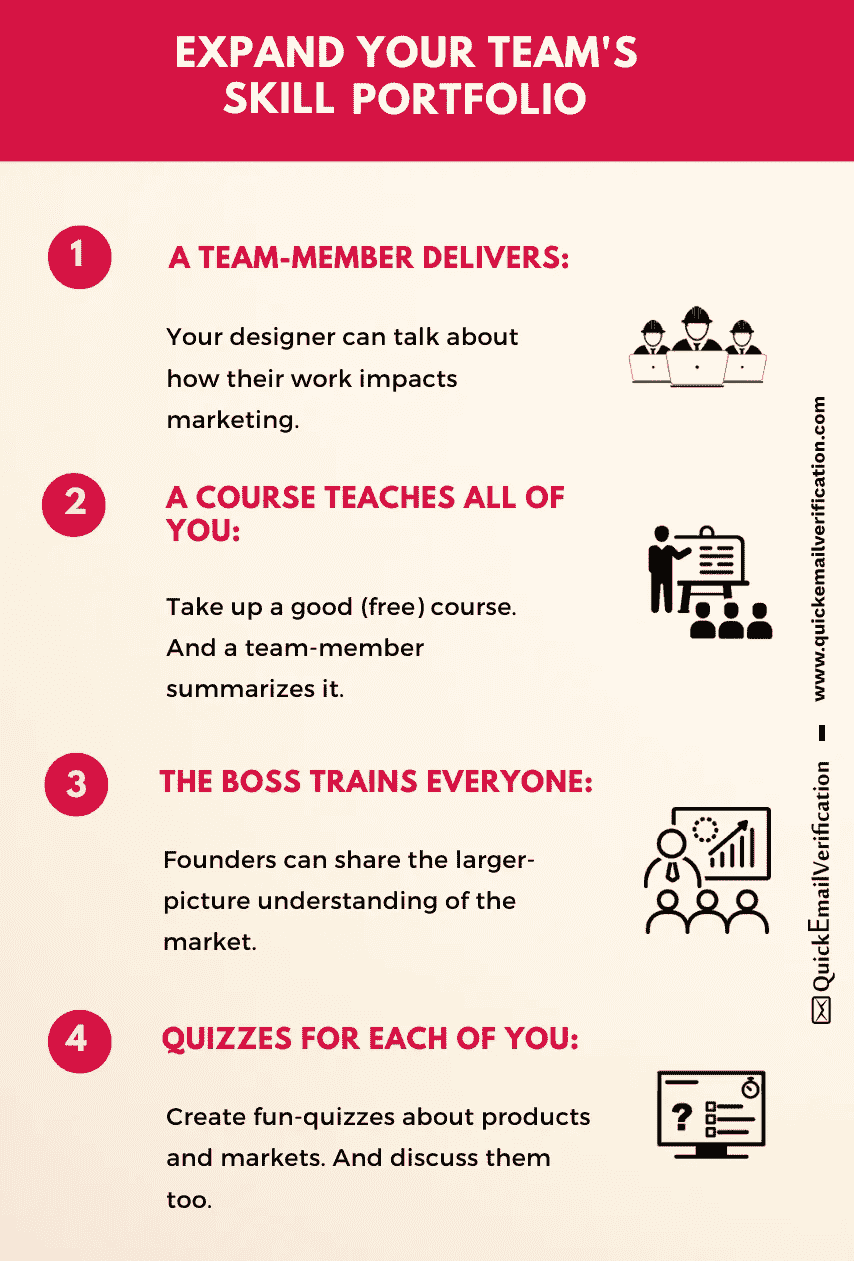 EXPAND YOUR TEAM'S
SKILL PORTFOLIO
1
A TEAM-MEMBER DELIVERS:
Your designer can talk about
how their work impacts
marketing.
2
A COURSE TEACHES ALL OF
YOU:
Take up a good (free) course.
And a team-member
summarizes it.
3
THE BOSS TRAINS EVERYONE:
Founders can share the larger-
picture understanding of the
market.
4
QUIZZES FOR EACH OF YOU:
?
Create fun-quizzes about products
and markets. And discuss them
too.
QuickEmailVerification - www.quickemailverification.com